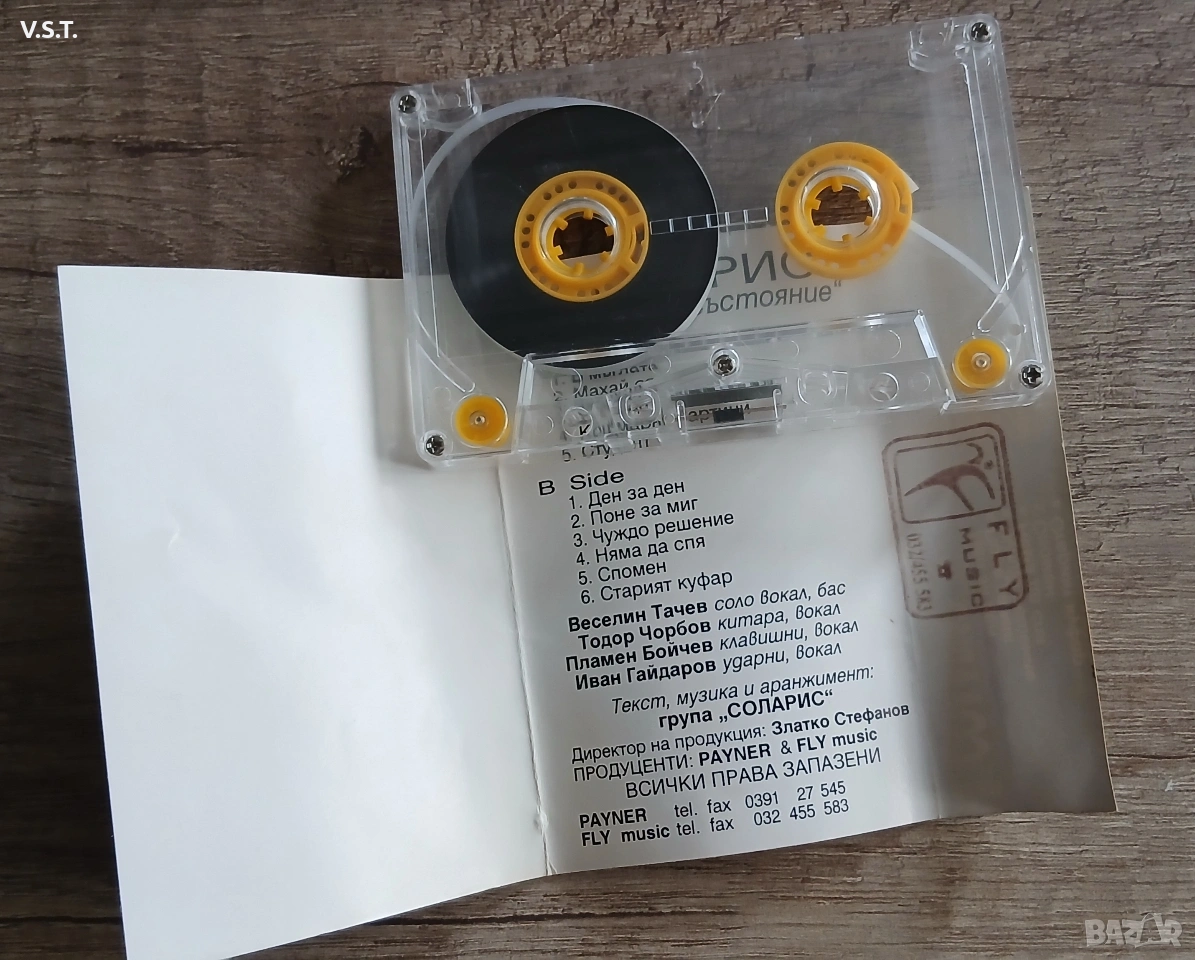 V.S.T.
РИС
ъстояние“
2. Махай
5.
B Side
1. Ден за ден
2. Поне за миг
3. Чуждо решение
4. Няма да спя
5. Спомен
6. Старият куфар
Веселин Тачев соло вокал, бас
Тодор Чорбов китара, вокал
Пламен Бойчев клавишни, вокал
Иван Гайдаров ударни, вокал
Текст, музика и аранжимент:
група „СОЛАРИС“
Директор на продукция: Златко Стефанов
ПРОДУЦЕНТИ: PAYNER & FLY music
ВСИЧКИ ПРАВА ЗАПАЗЕНИ
PAYNER tel. fax 0391 27 545
FLY music tel. fax 032 455 583
FLY
MUSIC
032/455 583
BAZAR